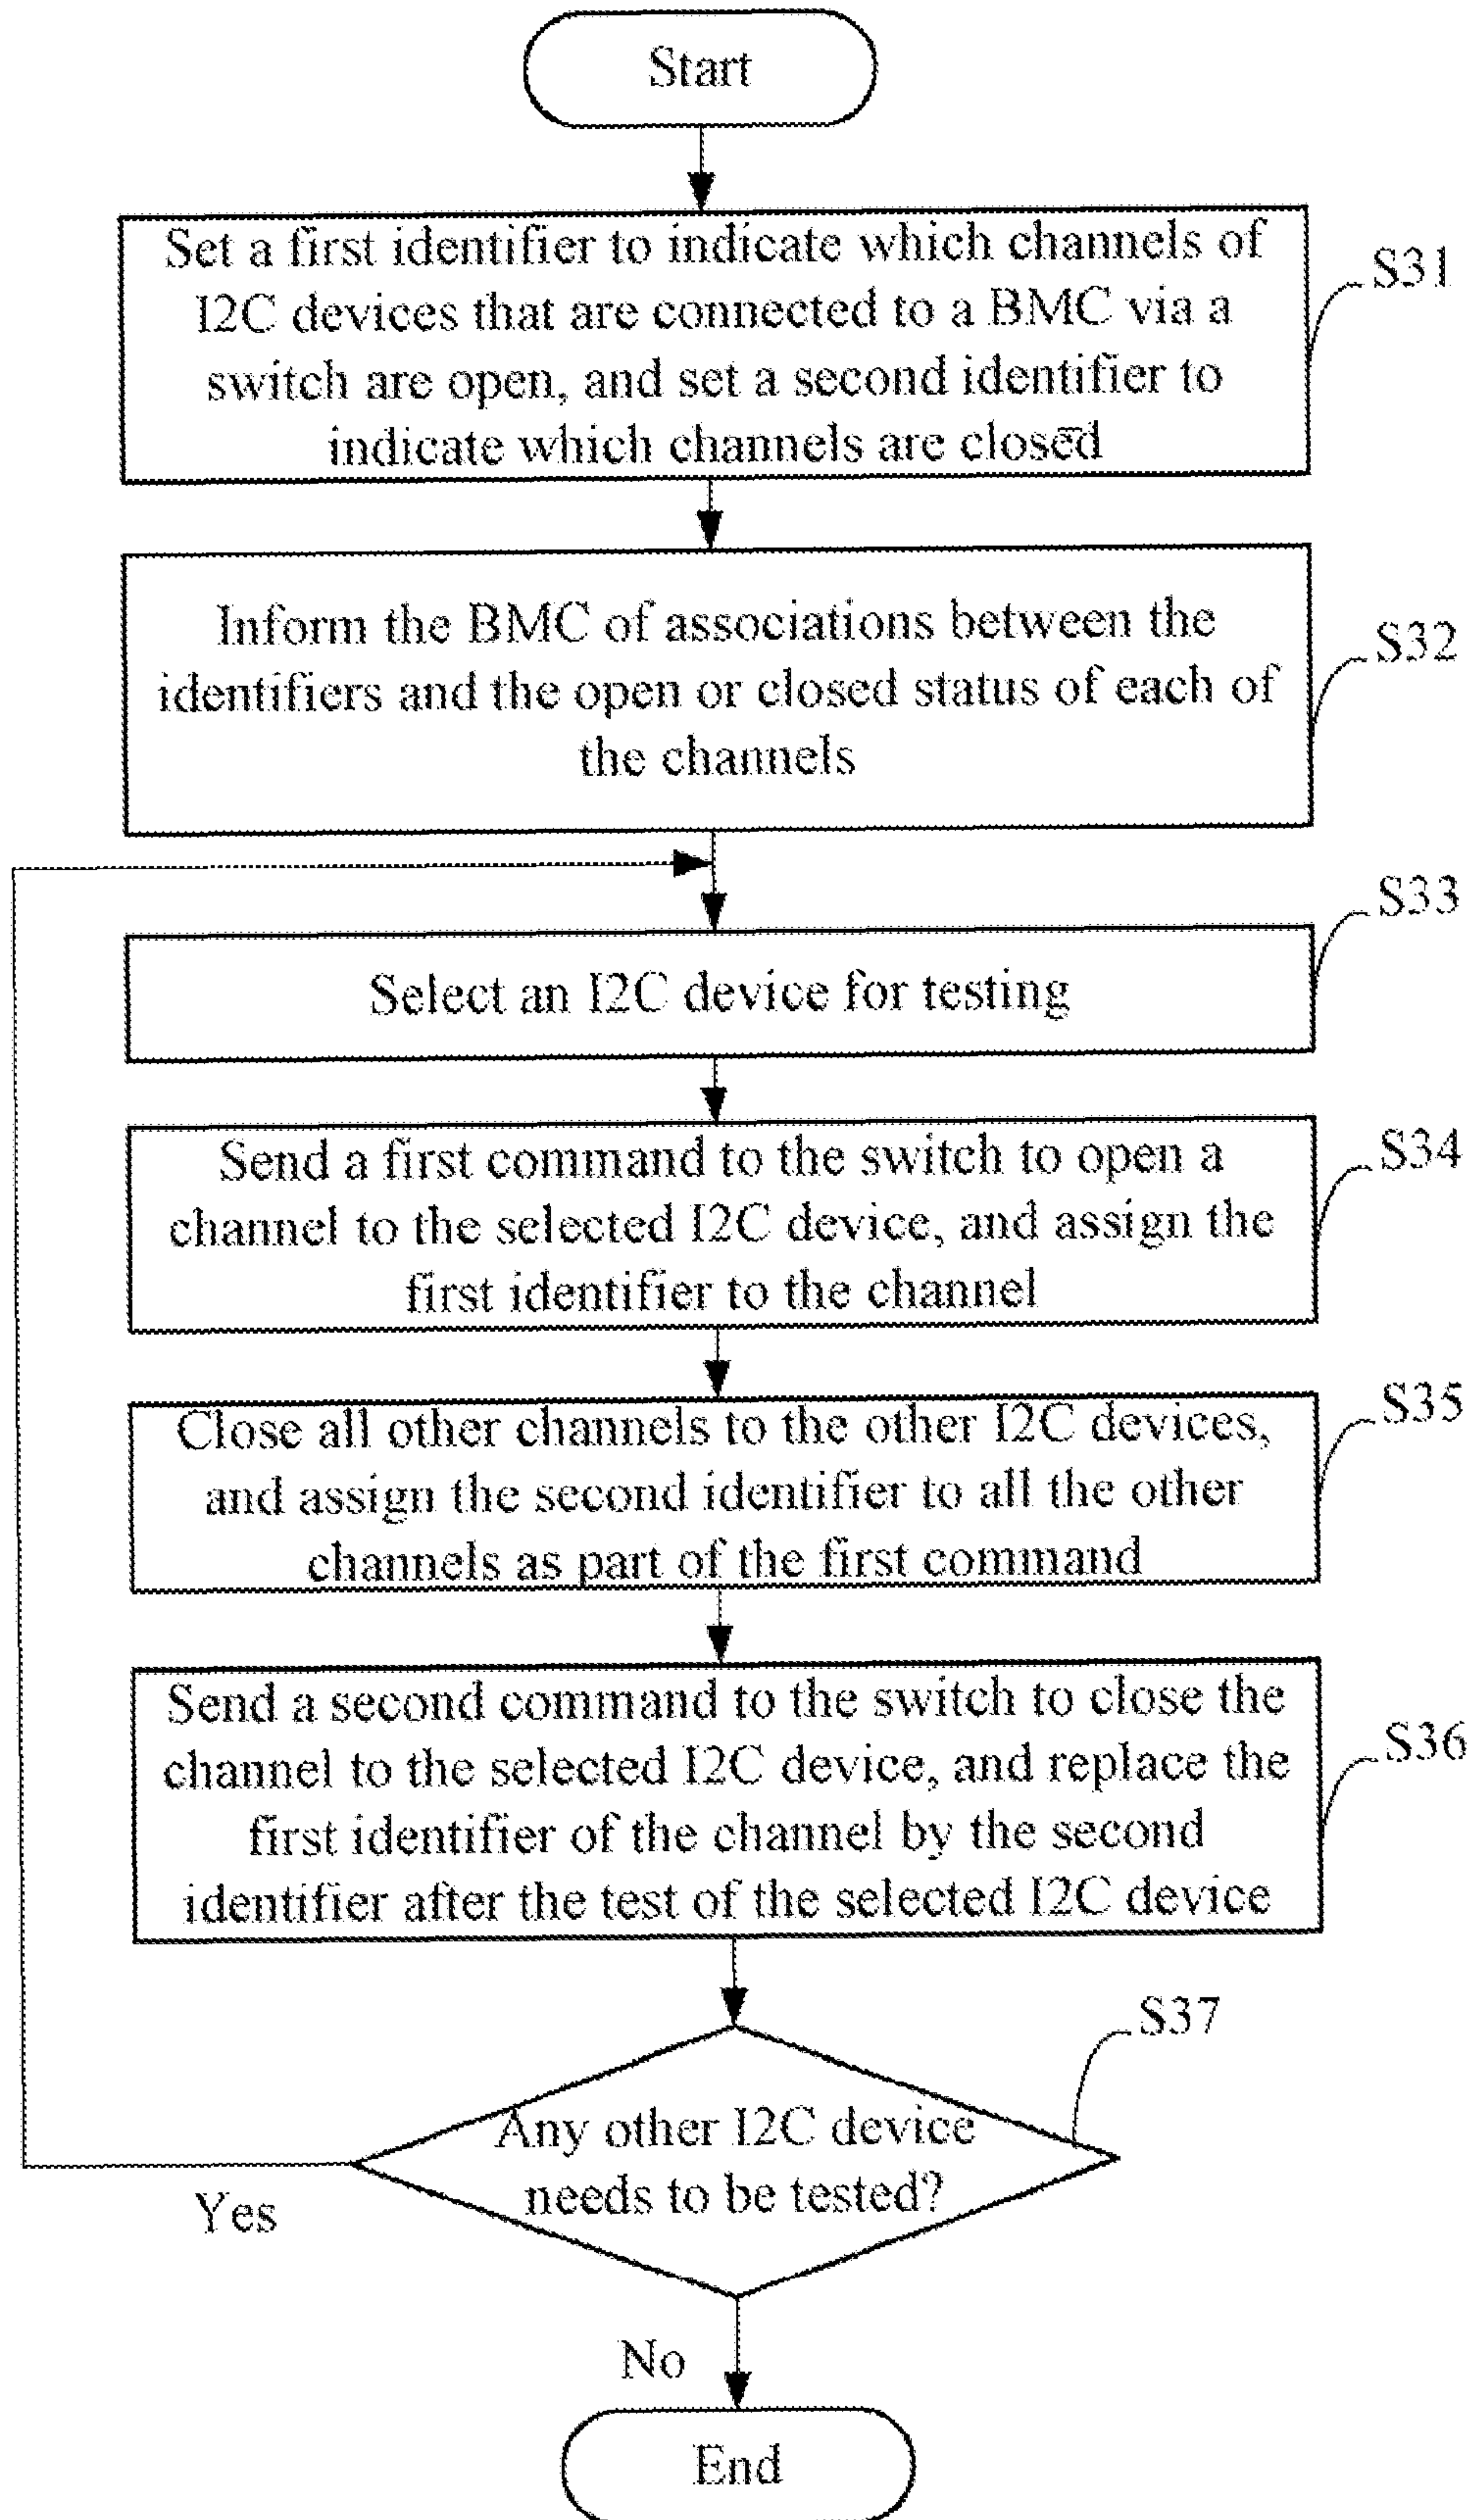 Start
Set a first identifier to indicate which channels of
I2C devices that are connected to a BMC via a
switch are open, and set a second identifier to
indicate which channels are closed
S31
Inform the BMC of associations between the
identifiers and the open or closed status of each of
the channels
S32
Select an I2C device for testing
S33
Send a first command to the switch to open a
channel to the selected I2C device, and assign the
first identifier to the channel
S34
Close all other channels to the other I2C devices,
and assign the second identifier to all the other
channels as part of the first command
S35
Send a second command to the switch to close the
channel to the selected I2C device, and replace the
first identifier of the channel by the second
identifier after the test of the selected I2C device
S36
Any other I2C device
needs to be tested?
S37
Yes
No
End